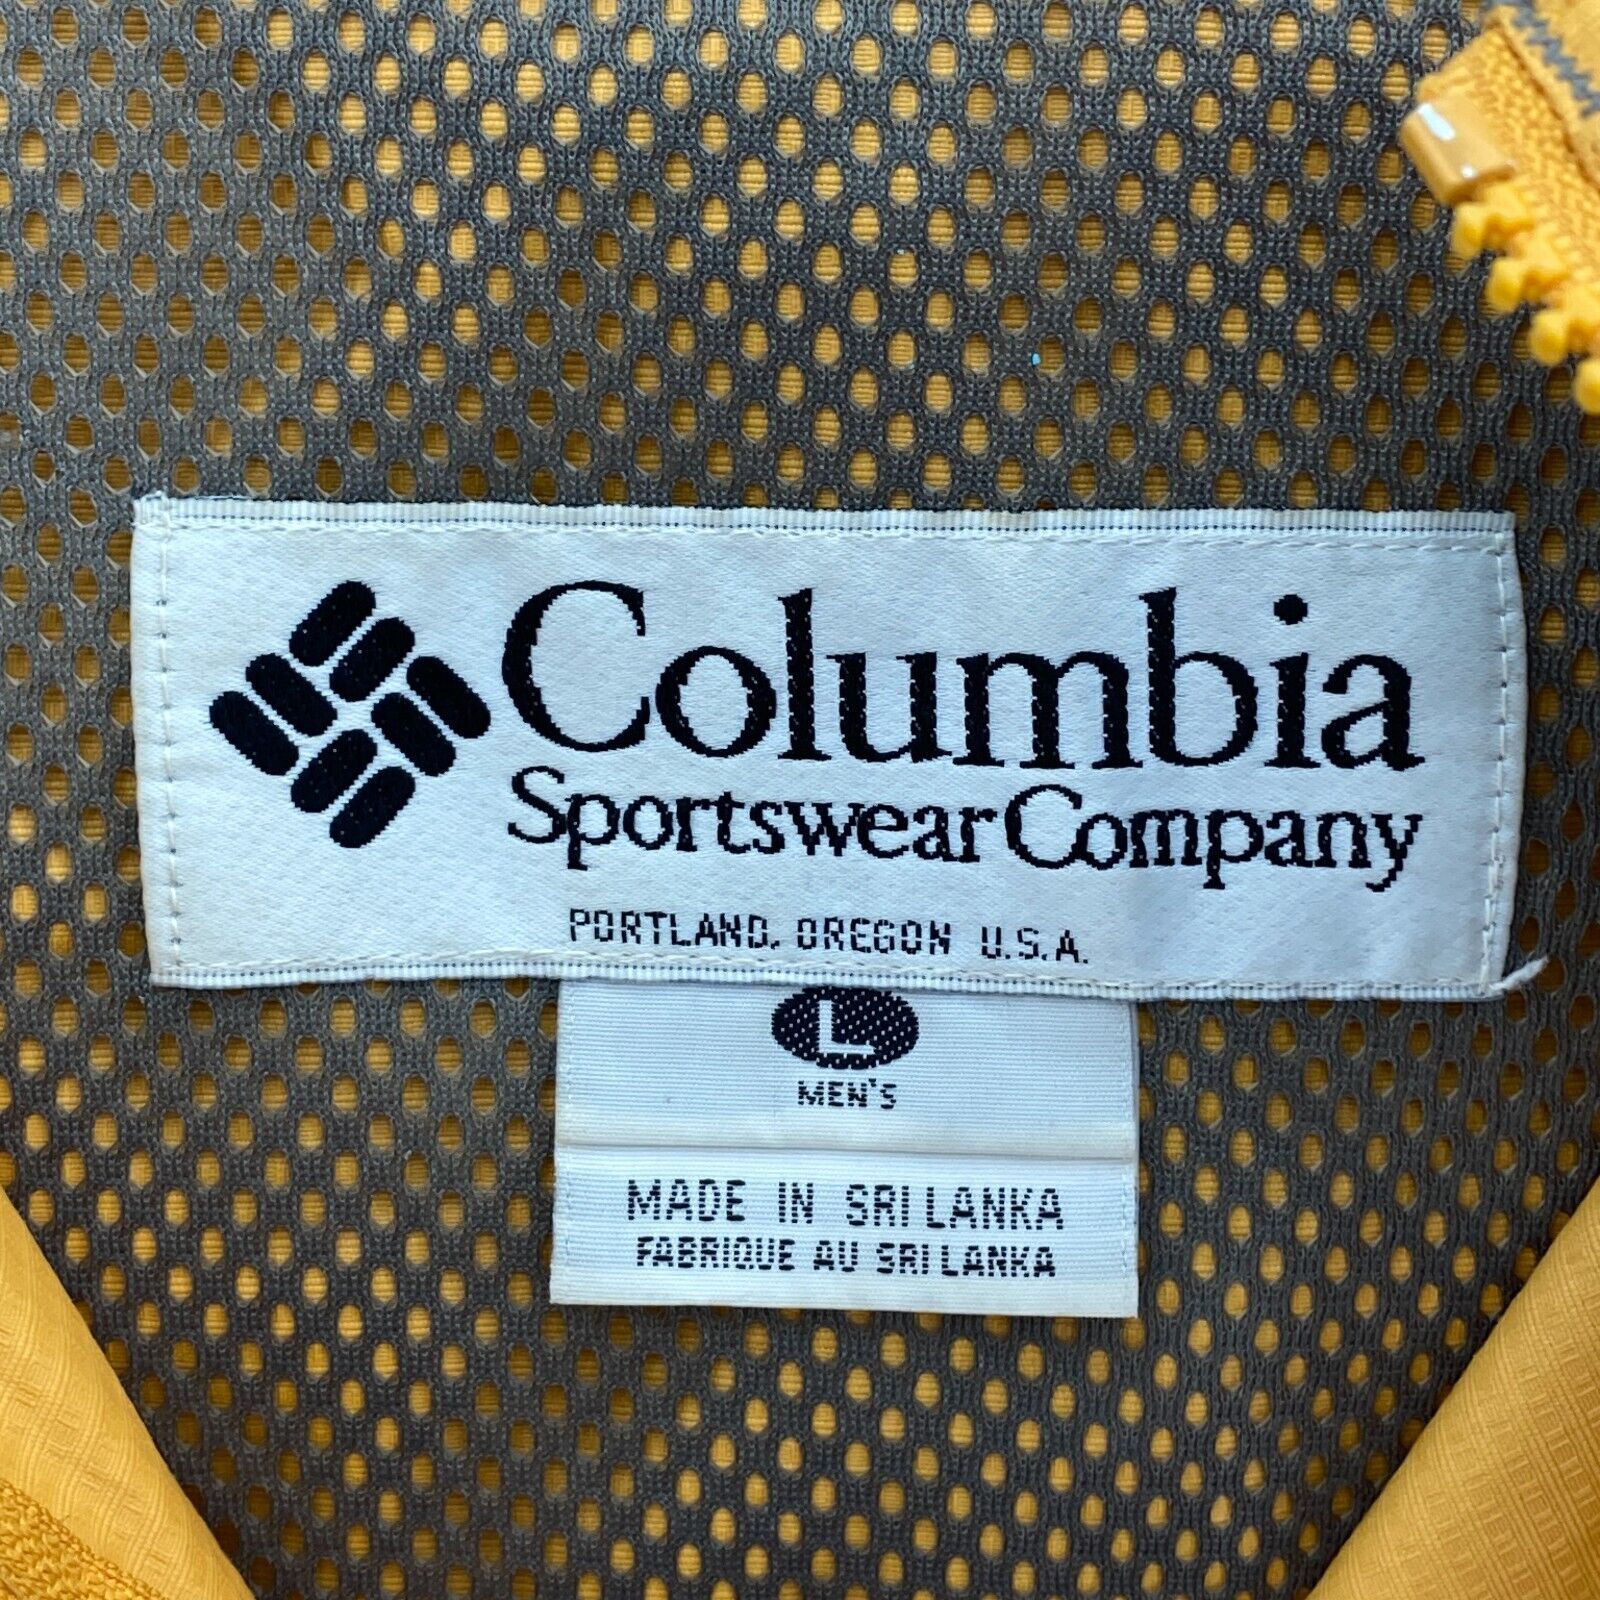 Columbia
Sportswear Company
PORTLAND, OREGON U.S.A.
L
MEN'S
MADE IN SRI LANKA
FABRIQUE AU SRI LANKA